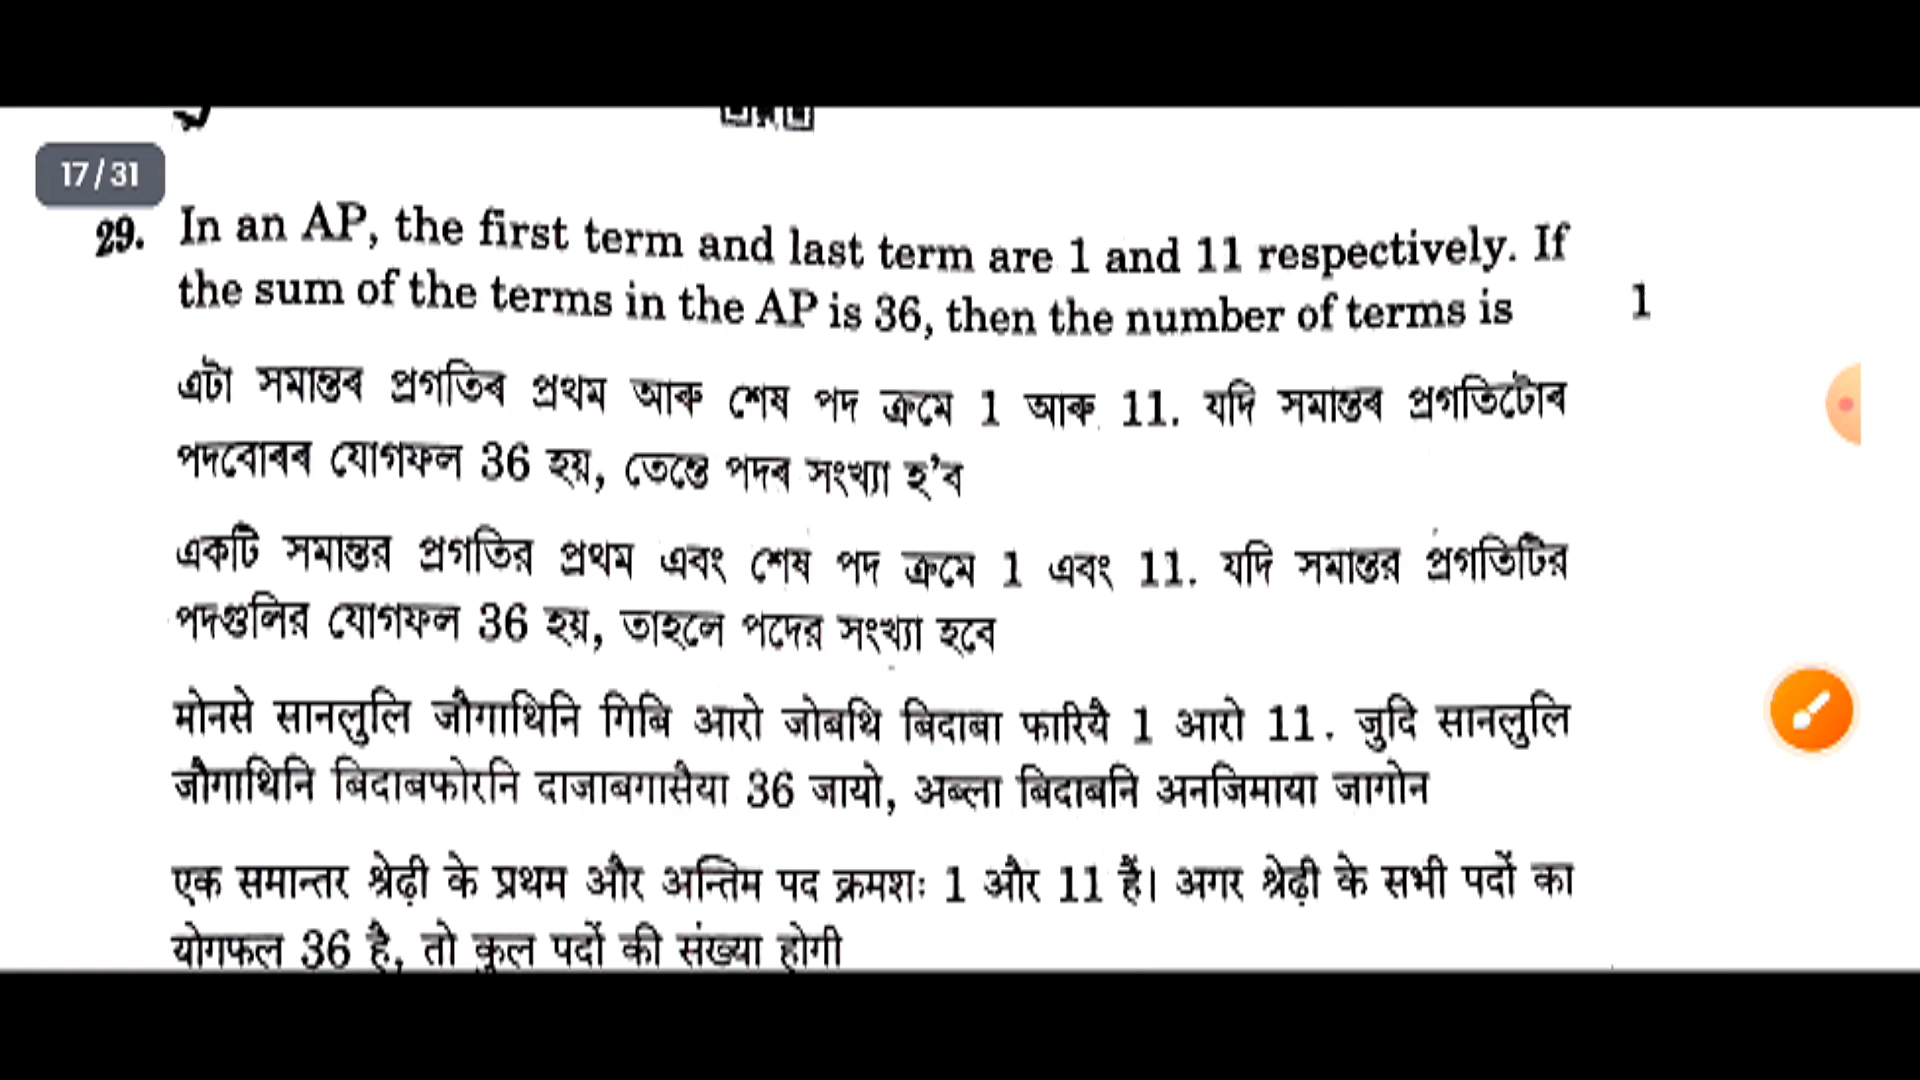 17/31
29. In an AP, the first term and last term are 1 and 11 respectively. If
the sum of the terms in the AP is 36, then the number of terms is 1
এটা সমান্তৰ প্ৰগতিৰ প্ৰথম আৰু শেষ পদ ক্ৰমে 1 আৰু 11. যদি সমান্তৰ প্ৰগতিটোৰ
পদবোৰৰ যোগফল 36 হয়, তেন্তে পদৰ সংখ্যা হ’ব
একটি সমান্তর প্রগতির প্রথম এবং শেষ পদ ক্রমে 1 এবং 11. যদি সমান্তর প্রগতিটির
পদগুলির যোগফল 36 হয়, তাহলে পদের সংখ্যা হবে
मोनसे सानलुलि जौगाथिनि गिबि आरो जोबथि बिदाबा फारियै 1 आरो 11. जुदि सानलुलि
जौगाथिनि बिदाबफोरनि दाजाबगासैया 36 जायो, अब्ला बिदाबनि अनजिमाया जागोन
एक समान्तर श्रेढ़ी के प्रथम और अन्तिम पद क्रमशः 1 और 11 हैं। अगर श्रेढ़ी के सभी पदों का
योगफल 36 है, तो कुल पदों की संख्या होगी